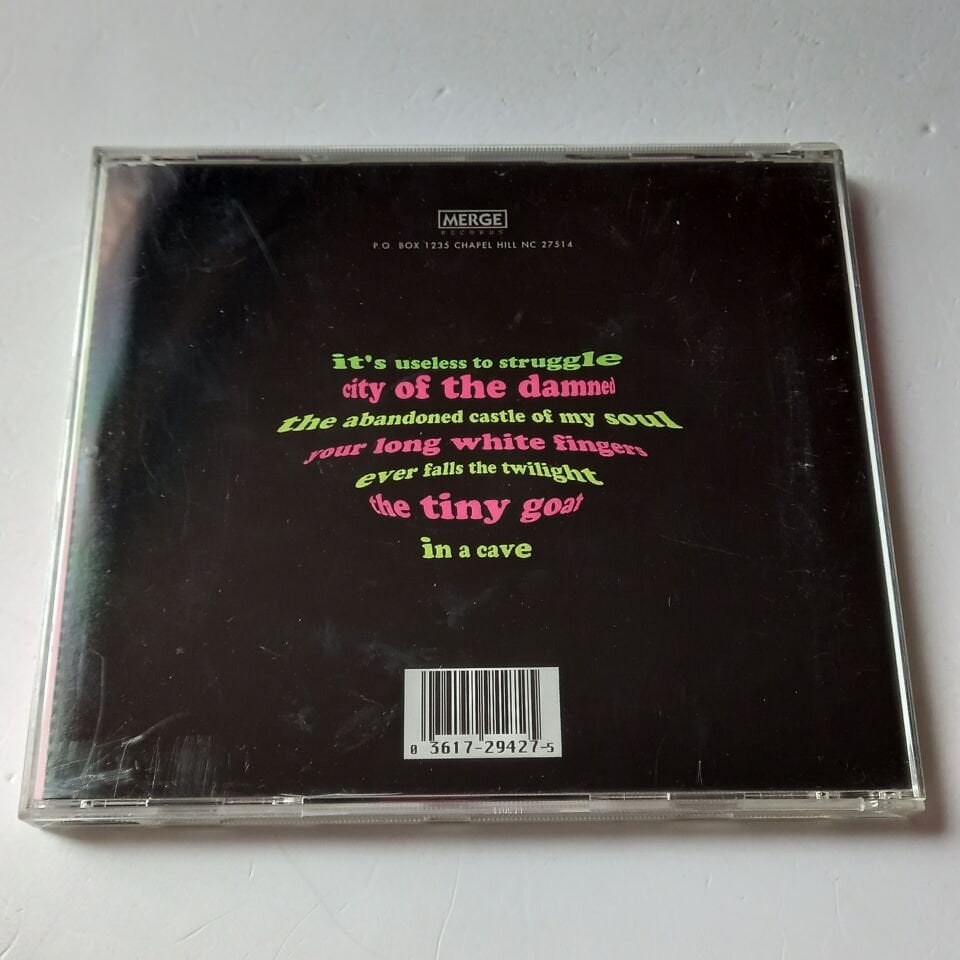 MERGE
RECORDS
P.O. BOX 1235 CHAPEL HILL NC 27514
it's useless to struggle
city of the damned
the abandoned castle of my soul
your long white fingers
ever falls the twilight
the tiny goat
in a cave
0 3617-29427-5